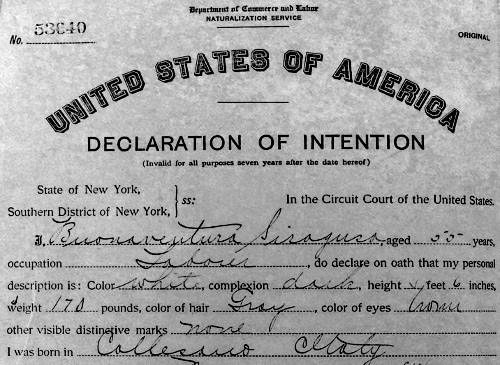 Department of Commerce and Labor
NATURALIZATION SERVICE
No. 53840
ORIGINAL
UNITED STATES OF AMERICA
DECLARATION OF INTENTION
(Invalid for all purposes seven years after the date hereof)
State of New York,
Southern District of New York,
ss:
In the Circuit Court of the United States.
I, Buonaventura aged 55 years,
occupation Laborer, do declare on oath that my personal
description is: Color white, complexion dark, height feet 6 inches,
weight 170 pounds, color of hair Gray, color of eyes brown
other visible distinctive marks none
I was born in Collesano Italy